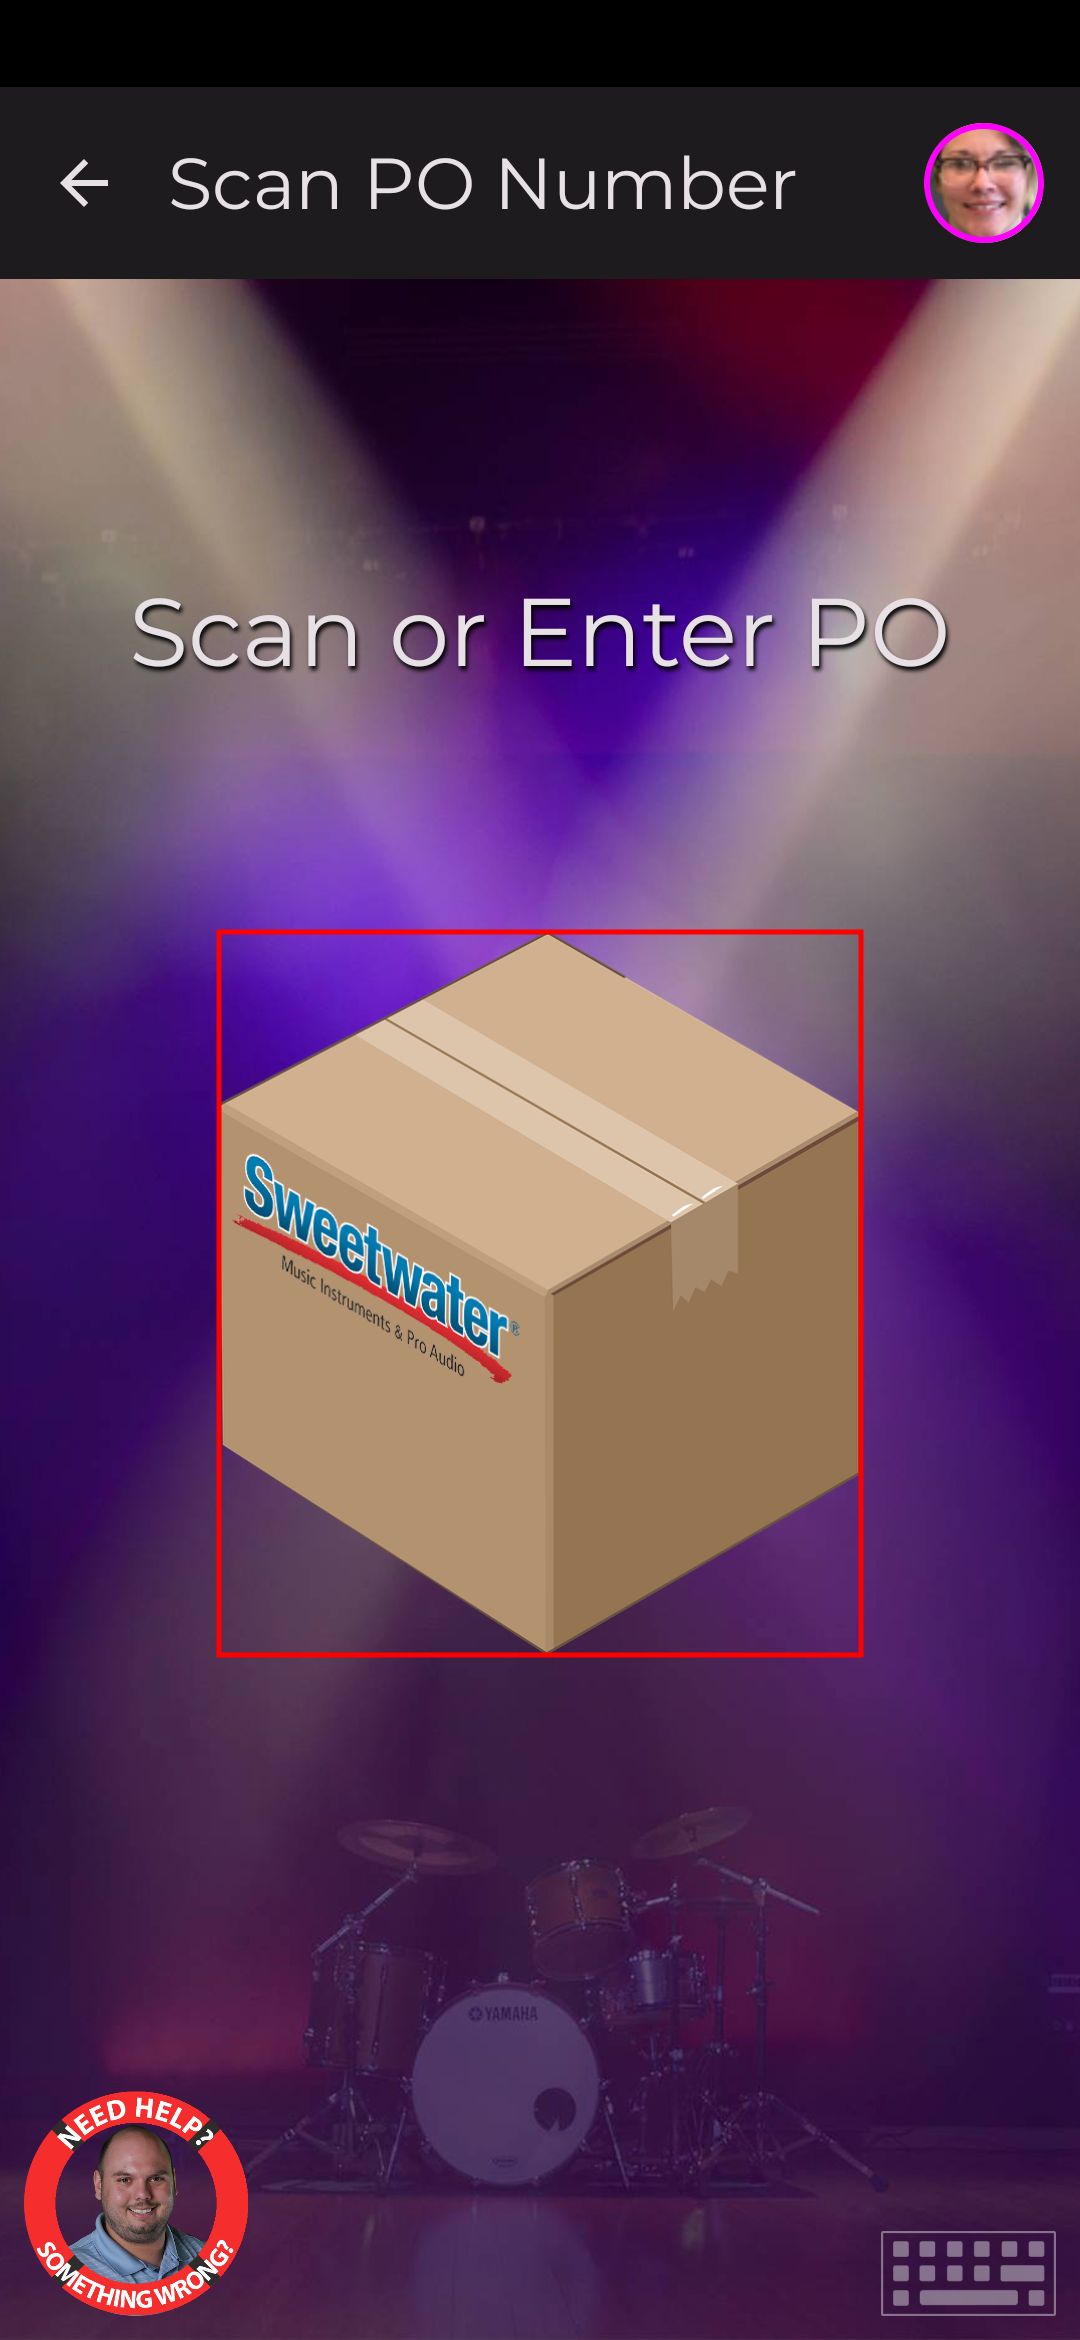 Scan PO Number
Scan or Enter PO
Sweetwater®
Music Instruments & Pro Audio
YAMAHA
NEED HELP?
SOMETHING WRONG?